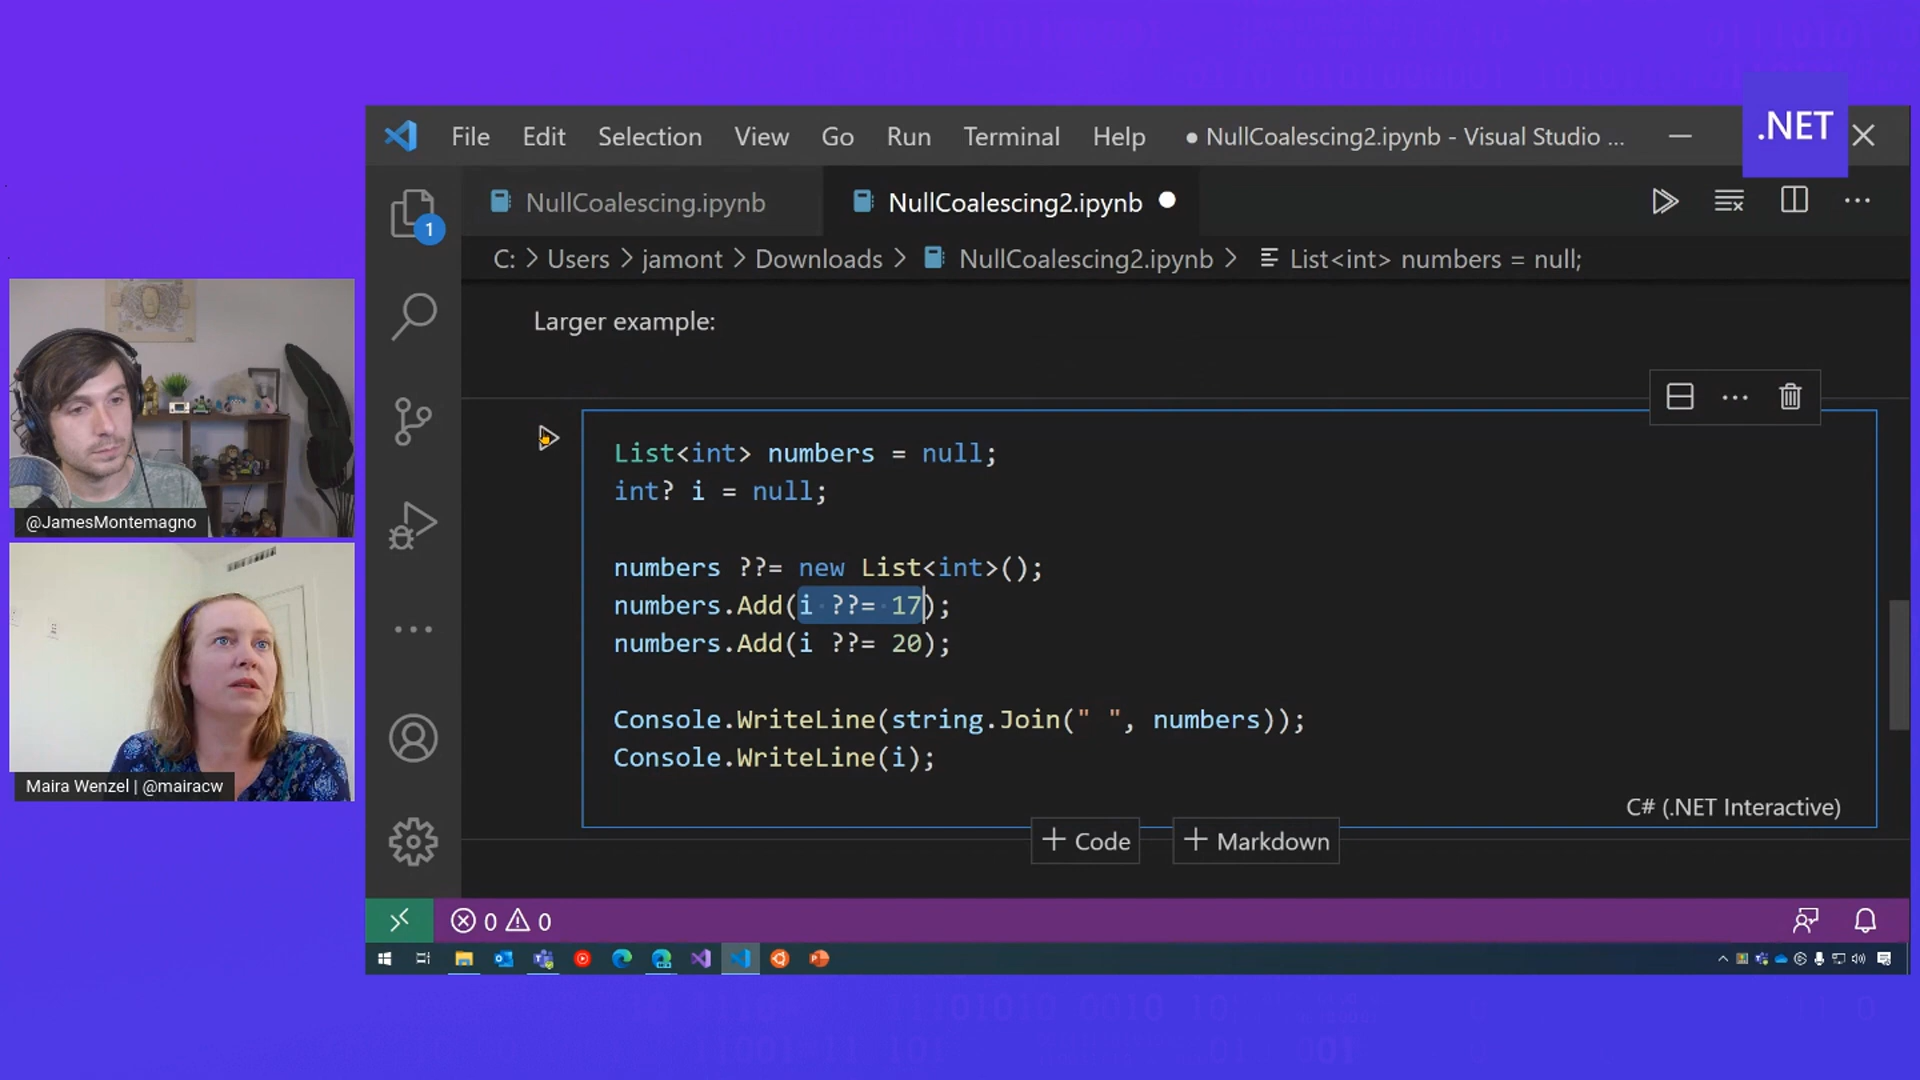 .NET
File Edit Selection View Go Run Terminal Help ● NullCoalescing2.ipynb - Visual Studio ...
NullCoalescing.ipynb NullCoalescing2.ipynb
1
C: > Users > jamont > Downloads > NullCoalescing2.ipynb > List<int> numbers = null;
Larger example:
List<int> numbers = null;
int? i = null;
numbers ??= new List<int>();
numbers.Add(i ??= 17);
numbers.Add(i ??= 20);
Console.WriteLine(string.Join(" ", numbers));
Console.WriteLine(i);
C# (.NET Interactive)
+ Code + Markdown
0 0
@JamesMontemagno
Maira Wenzel | @mairacw